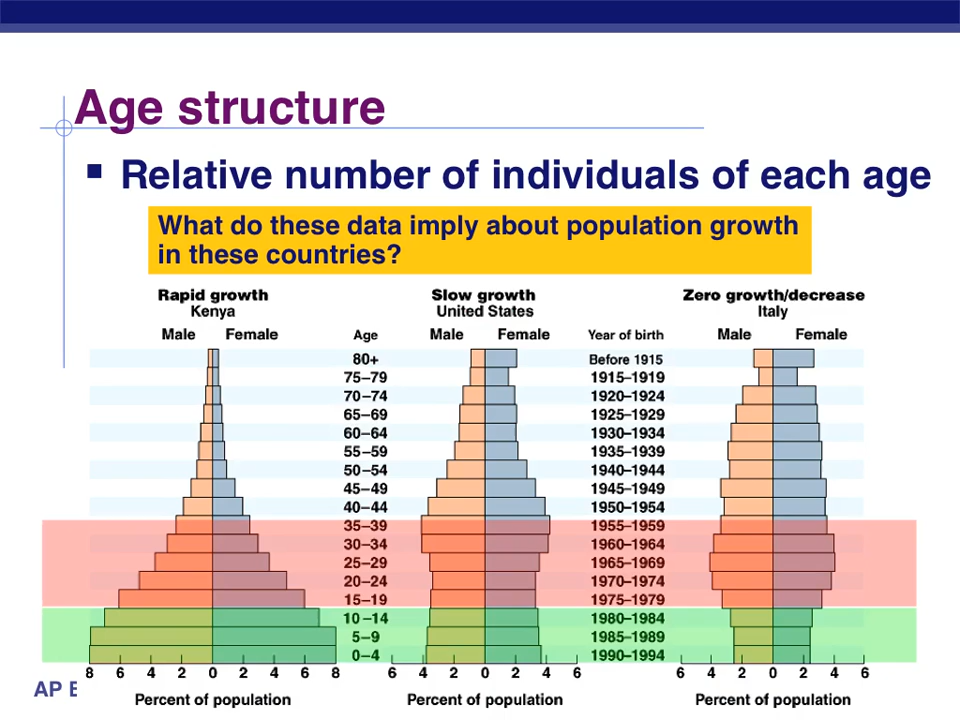 Age structure
Relative number of individuals of each age
What do these data imply about population growth
in these countries?
Rapid growth
Kenya
Male Female
Slow growth
United States
Male Female
Zero growth/decrease
Italy
Male Female
Age Year of birth
80+ Before 1915
75–79 1915–1919
70–74 1920–1924
65–69 1925–1929
60–64 1930–1934
55–59 1935–1939
50–54 1940–1944
45–49 1945–1949
40–44 1950–1954
35–39 1955–1959
30–34 1960–1964
25–29 1965–1969
20–24 1970–1974
15–19 1975–1979
10–14 1980–1984
5–9 1985–1989
0–4 1990–1994
8 6 4 2 0 2 4 6 8
6 4 2 0 2 4 6
6 4 2 0 2 4 6
Percent of population
Percent of population
Percent of population
AP